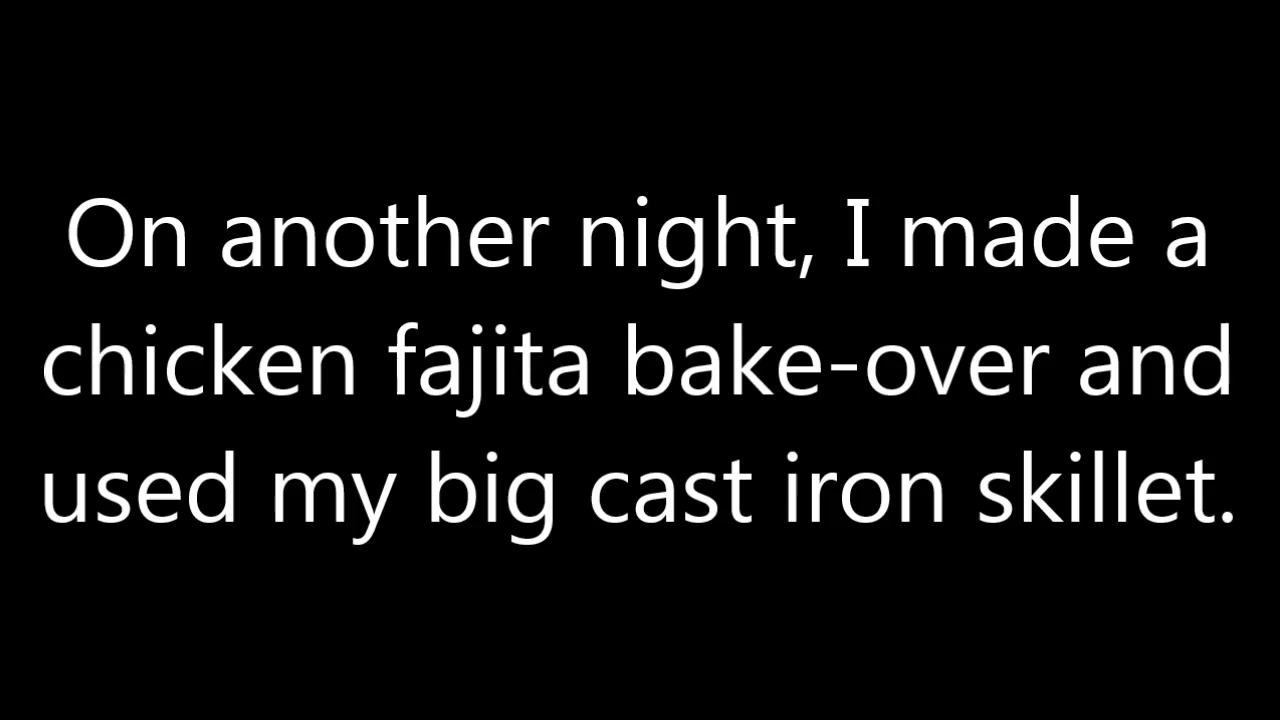 On another night, I made a
chicken fajita bake-over and
used my big cast iron skillet.